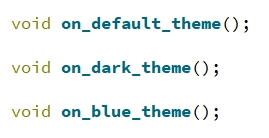 void on_default_theme();
void on_dark_theme();
void on_blue_theme();